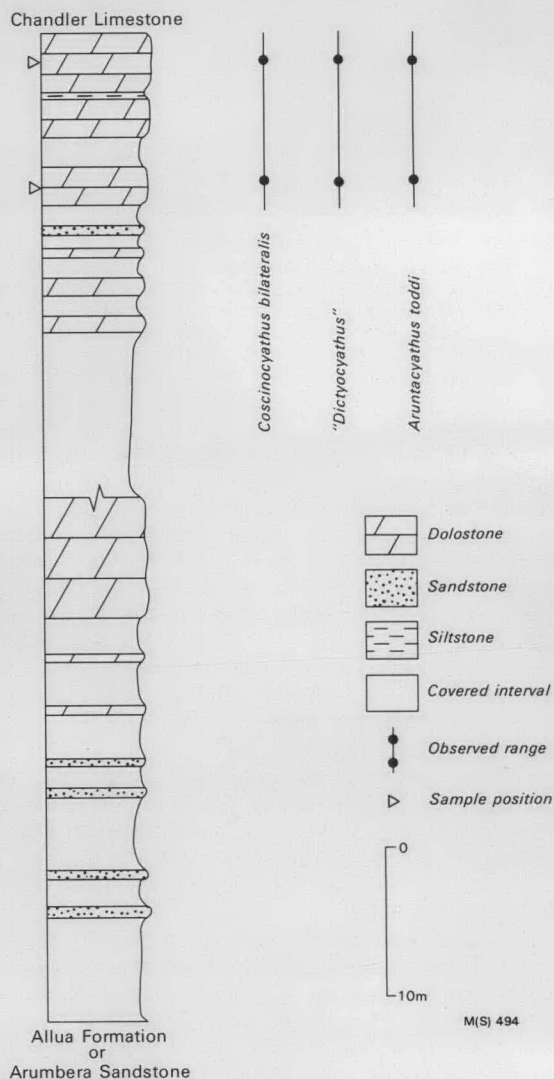 Chandler Limestone
Coscinocyathus bilateralis
"Dictyocyathus"
Aruntacyathus toddi
Dolostone
Sandstone
Siltstone
Covered interval
Observed range
Sample position
0
10m
M(S) 494
Allua Formation
or
Arumbera Sandstone